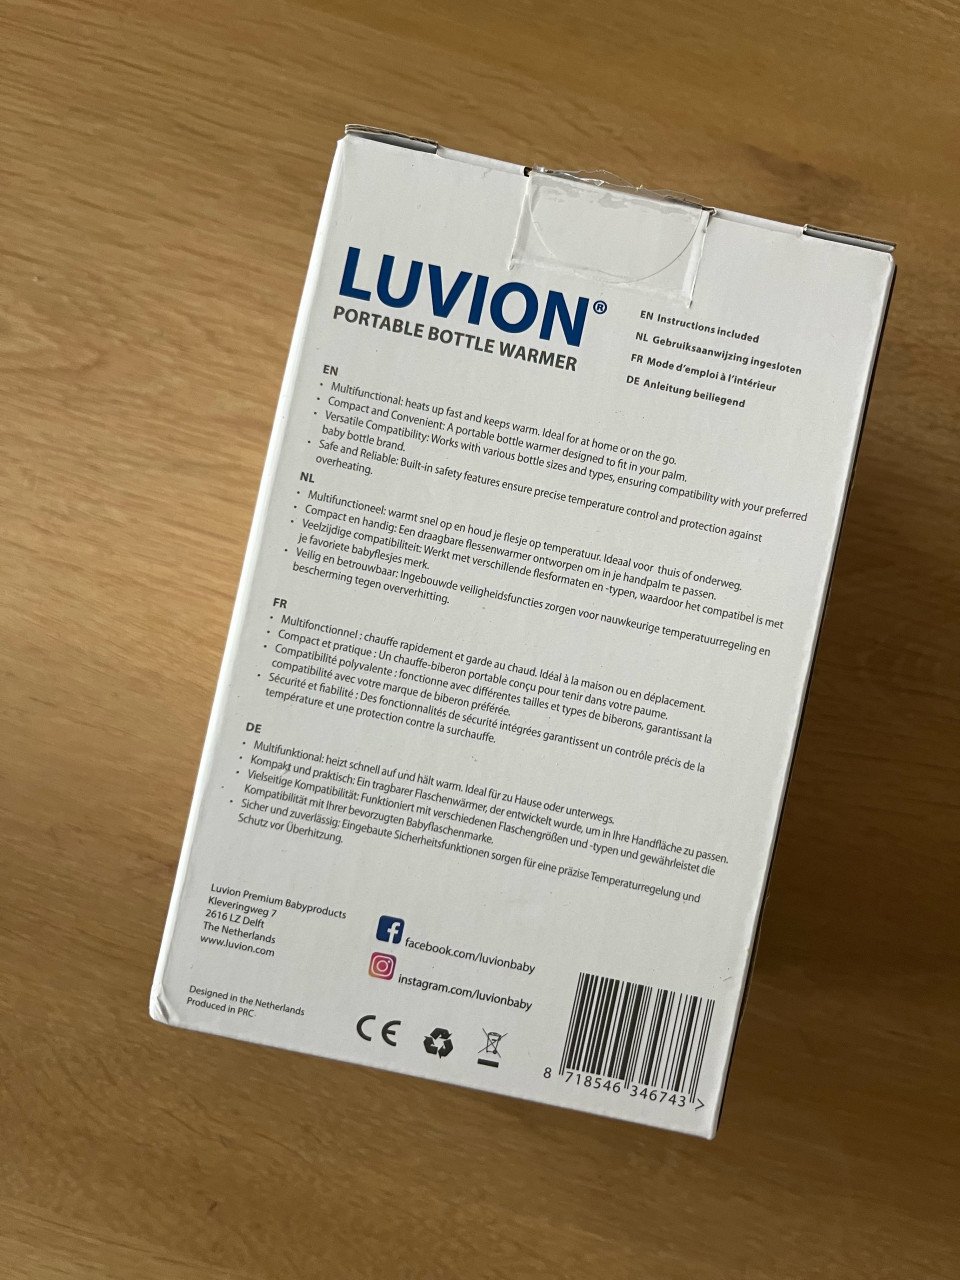 LUVION®
PORTABLE BOTTLE WARMER
EN Instructions included
NL Gebruiksaanwijzing ingesloten
FR Mode d'emploi à l'intérieur
DE Anleitung beiliegend
EN
• Multifunctional: heats up fast and keeps warm. Ideal for at home or on the go.
• Compact and Convenient: A portable bottle warmer designed to fit in your palm.
• Versatile Compatibility: Works with various bottle sizes and types, ensuring compatibility with your preferred
baby bottle brand.
• Safe and Reliable: Built-in safety features ensure precise temperature control and protection against
overheating.
NL
• Multifunctioneel: warmt snel op en houd je flesje op temperatuur. Ideaal voor thuis of onderweg.
• Compact en handig: Een draagbare flessenwarmer ontworpen om in je handpalm te passen.
• Veelzijdige compatibiliteit: Werkt met verschillende flesformaten en -typen, waardoor het compatibel is met
je favoriete babyflesjes merk.
• Veilig en betrouwbaar: Ingebouwde veiligheidsfuncties zorgen voor nauwkeurige temperatuurregeling en
bescherming tegen oververhitting.
FR
• Multifonctionnel : chauffe rapidement et garde au chaud. Idéal à la maison ou en déplacement.
• Compact et pratique : Un chauffe-biberon portable conçu pour tenir dans votre paume.
• Compatibilité polyvalente : fonctionne avec différentes tailles et types de biberons, garantissant la
compatibilité avec votre marque de biberon préférée.
• Sécurité et fiabilité : Des fonctionnalités de sécurité intégrées garantissent un contrôle précis de la
température et une protection contre la surchauffe.
DE
• Multifunktional: heizt schnell auf und hält warm. Ideal für zu Hause oder unterwegs.
• Kompakt und praktisch: Ein tragbarer Flaschenwärmer, der entwickelt wurde, um in Ihre Handfläche zu passen.
• Vielseitige Kompatibilität: Funktioniert mit verschiedenen Flaschengrößen und -typen und gewährleistet die
Kompatibilität mit Ihrer bevorzugten Babyflaschenmarke.
• Sicher und zuverlässig: Eingebaute Sicherheitsfunktionen sorgen für eine präzise Temperaturregelung und
Schutz vor Überhitzung.
Luvion Premium Babyproducts
Kleveringweg 7
2616 LZ Delft
The Netherlands
www.luvion.com
facebook.com/luvionbaby
instagram.com/luvionbaby
Designed in the Netherlands
Produced in PRC
CE
8 718546 346743 >